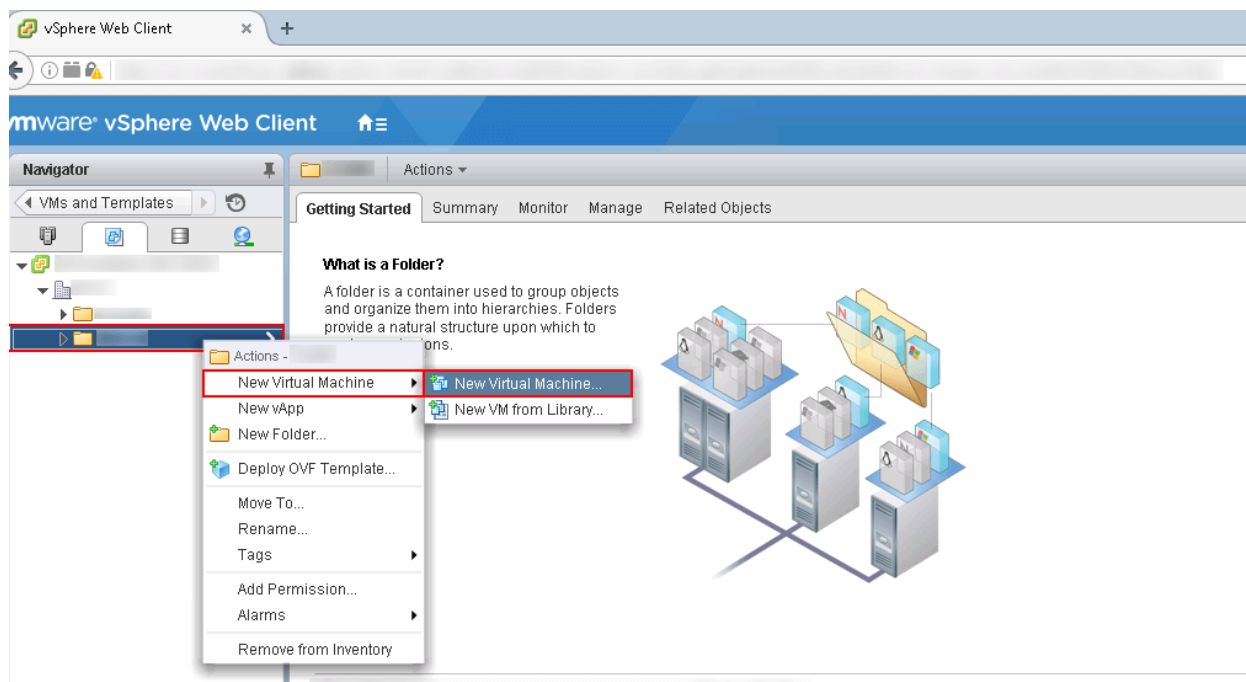 vSphere Web Client
vmware® vSphere Web Client
Navigator
Actions
VMs and Templates
Getting Started Summary Monitor Manage Related Objects
What is a Folder?
A folder is a container used to group objects
and organize them into hierarchies. Folders
provide a natural structure upon which to
ons.
Actions -
New Virtual Machine
New Virtual Machine...
New vApp
New VM from Library...
New Folder...
Deploy OVF Template...
Move To...
Rename...
Tags
Add Permission...
Alarms
Remove from Inventory